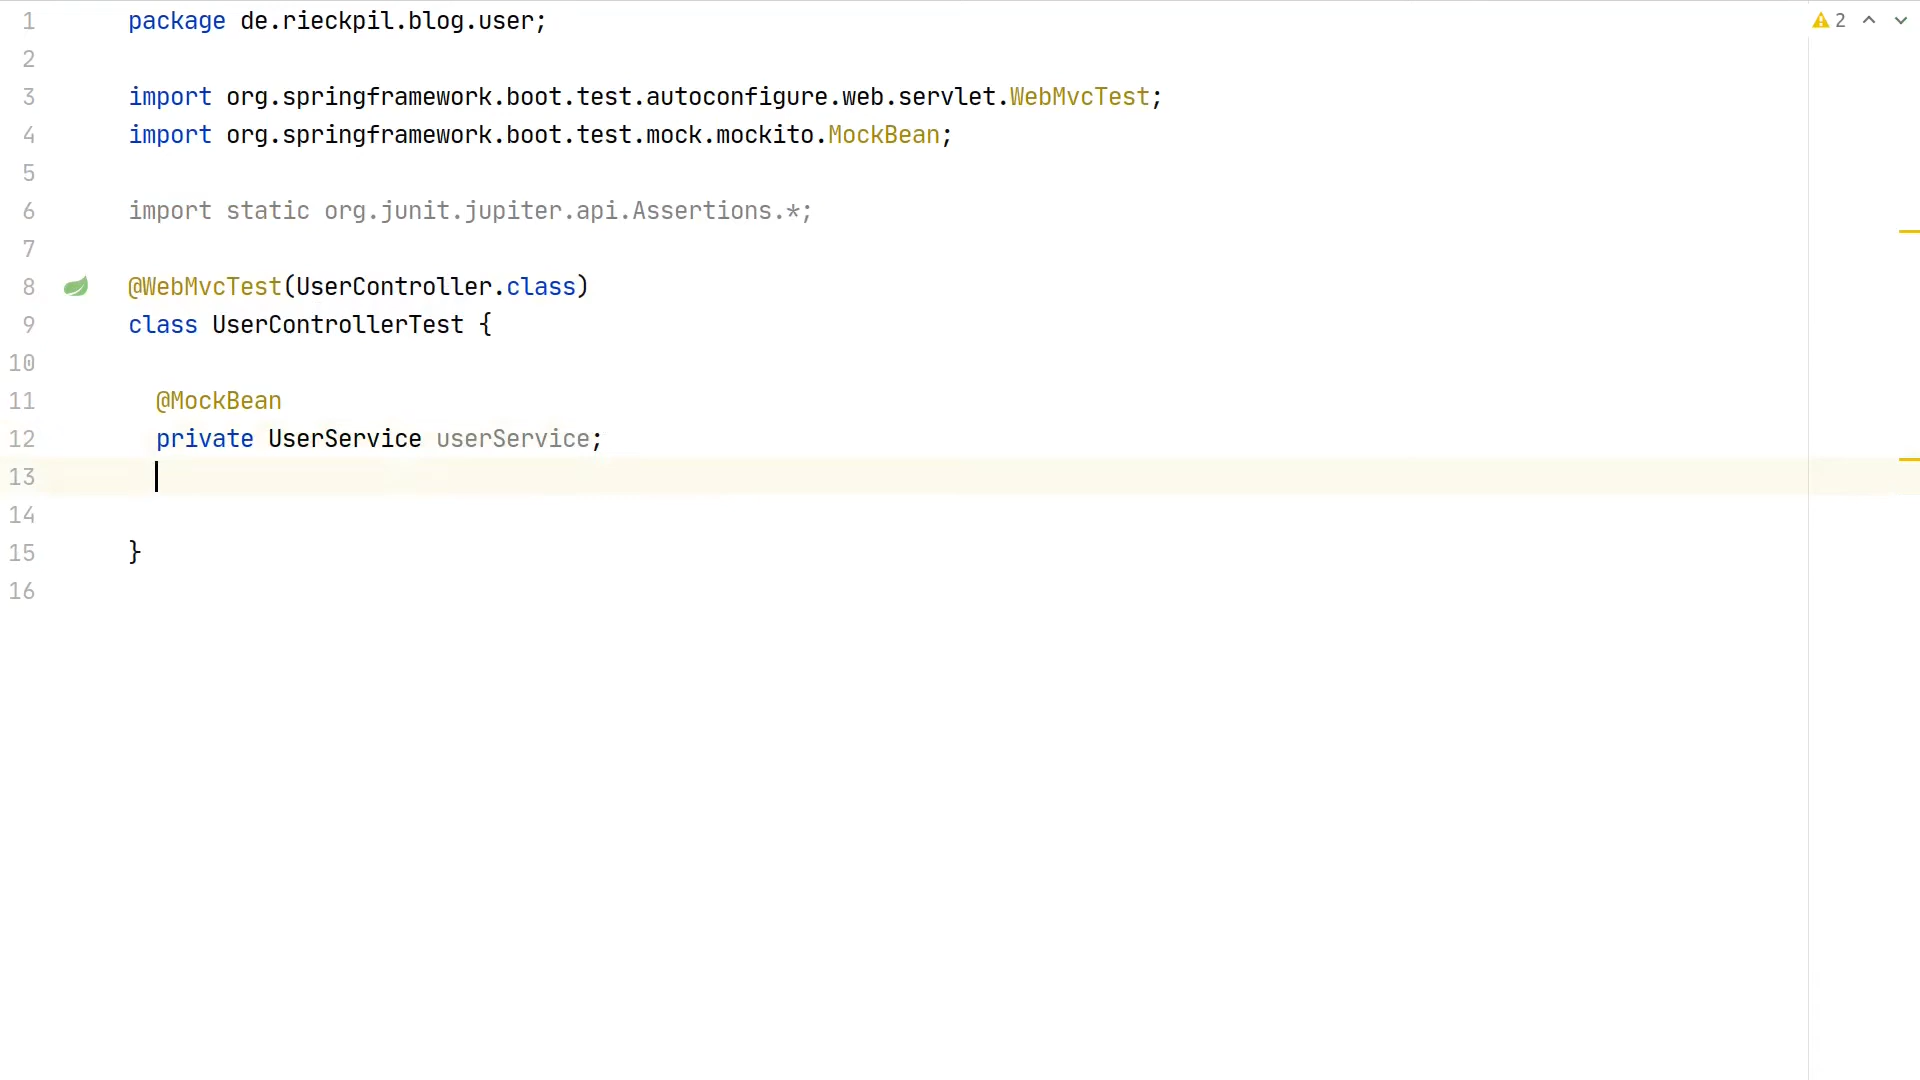 1 package de.rieckpil.blog.user;
2
3 import org.springframework.boot.test.autoconfigure.web.servlet.WebMvcTest;
4 import org.springframework.boot.test.mock.mockito.MockBean;
5
6 import static org.junit.jupiter.api.Assertions.*;
7
8 @WebMvcTest(UserController.class)
9 class UserControllerTest {
10
11 @MockBean
12 private UserService userService;
13
14
15 }
16
2